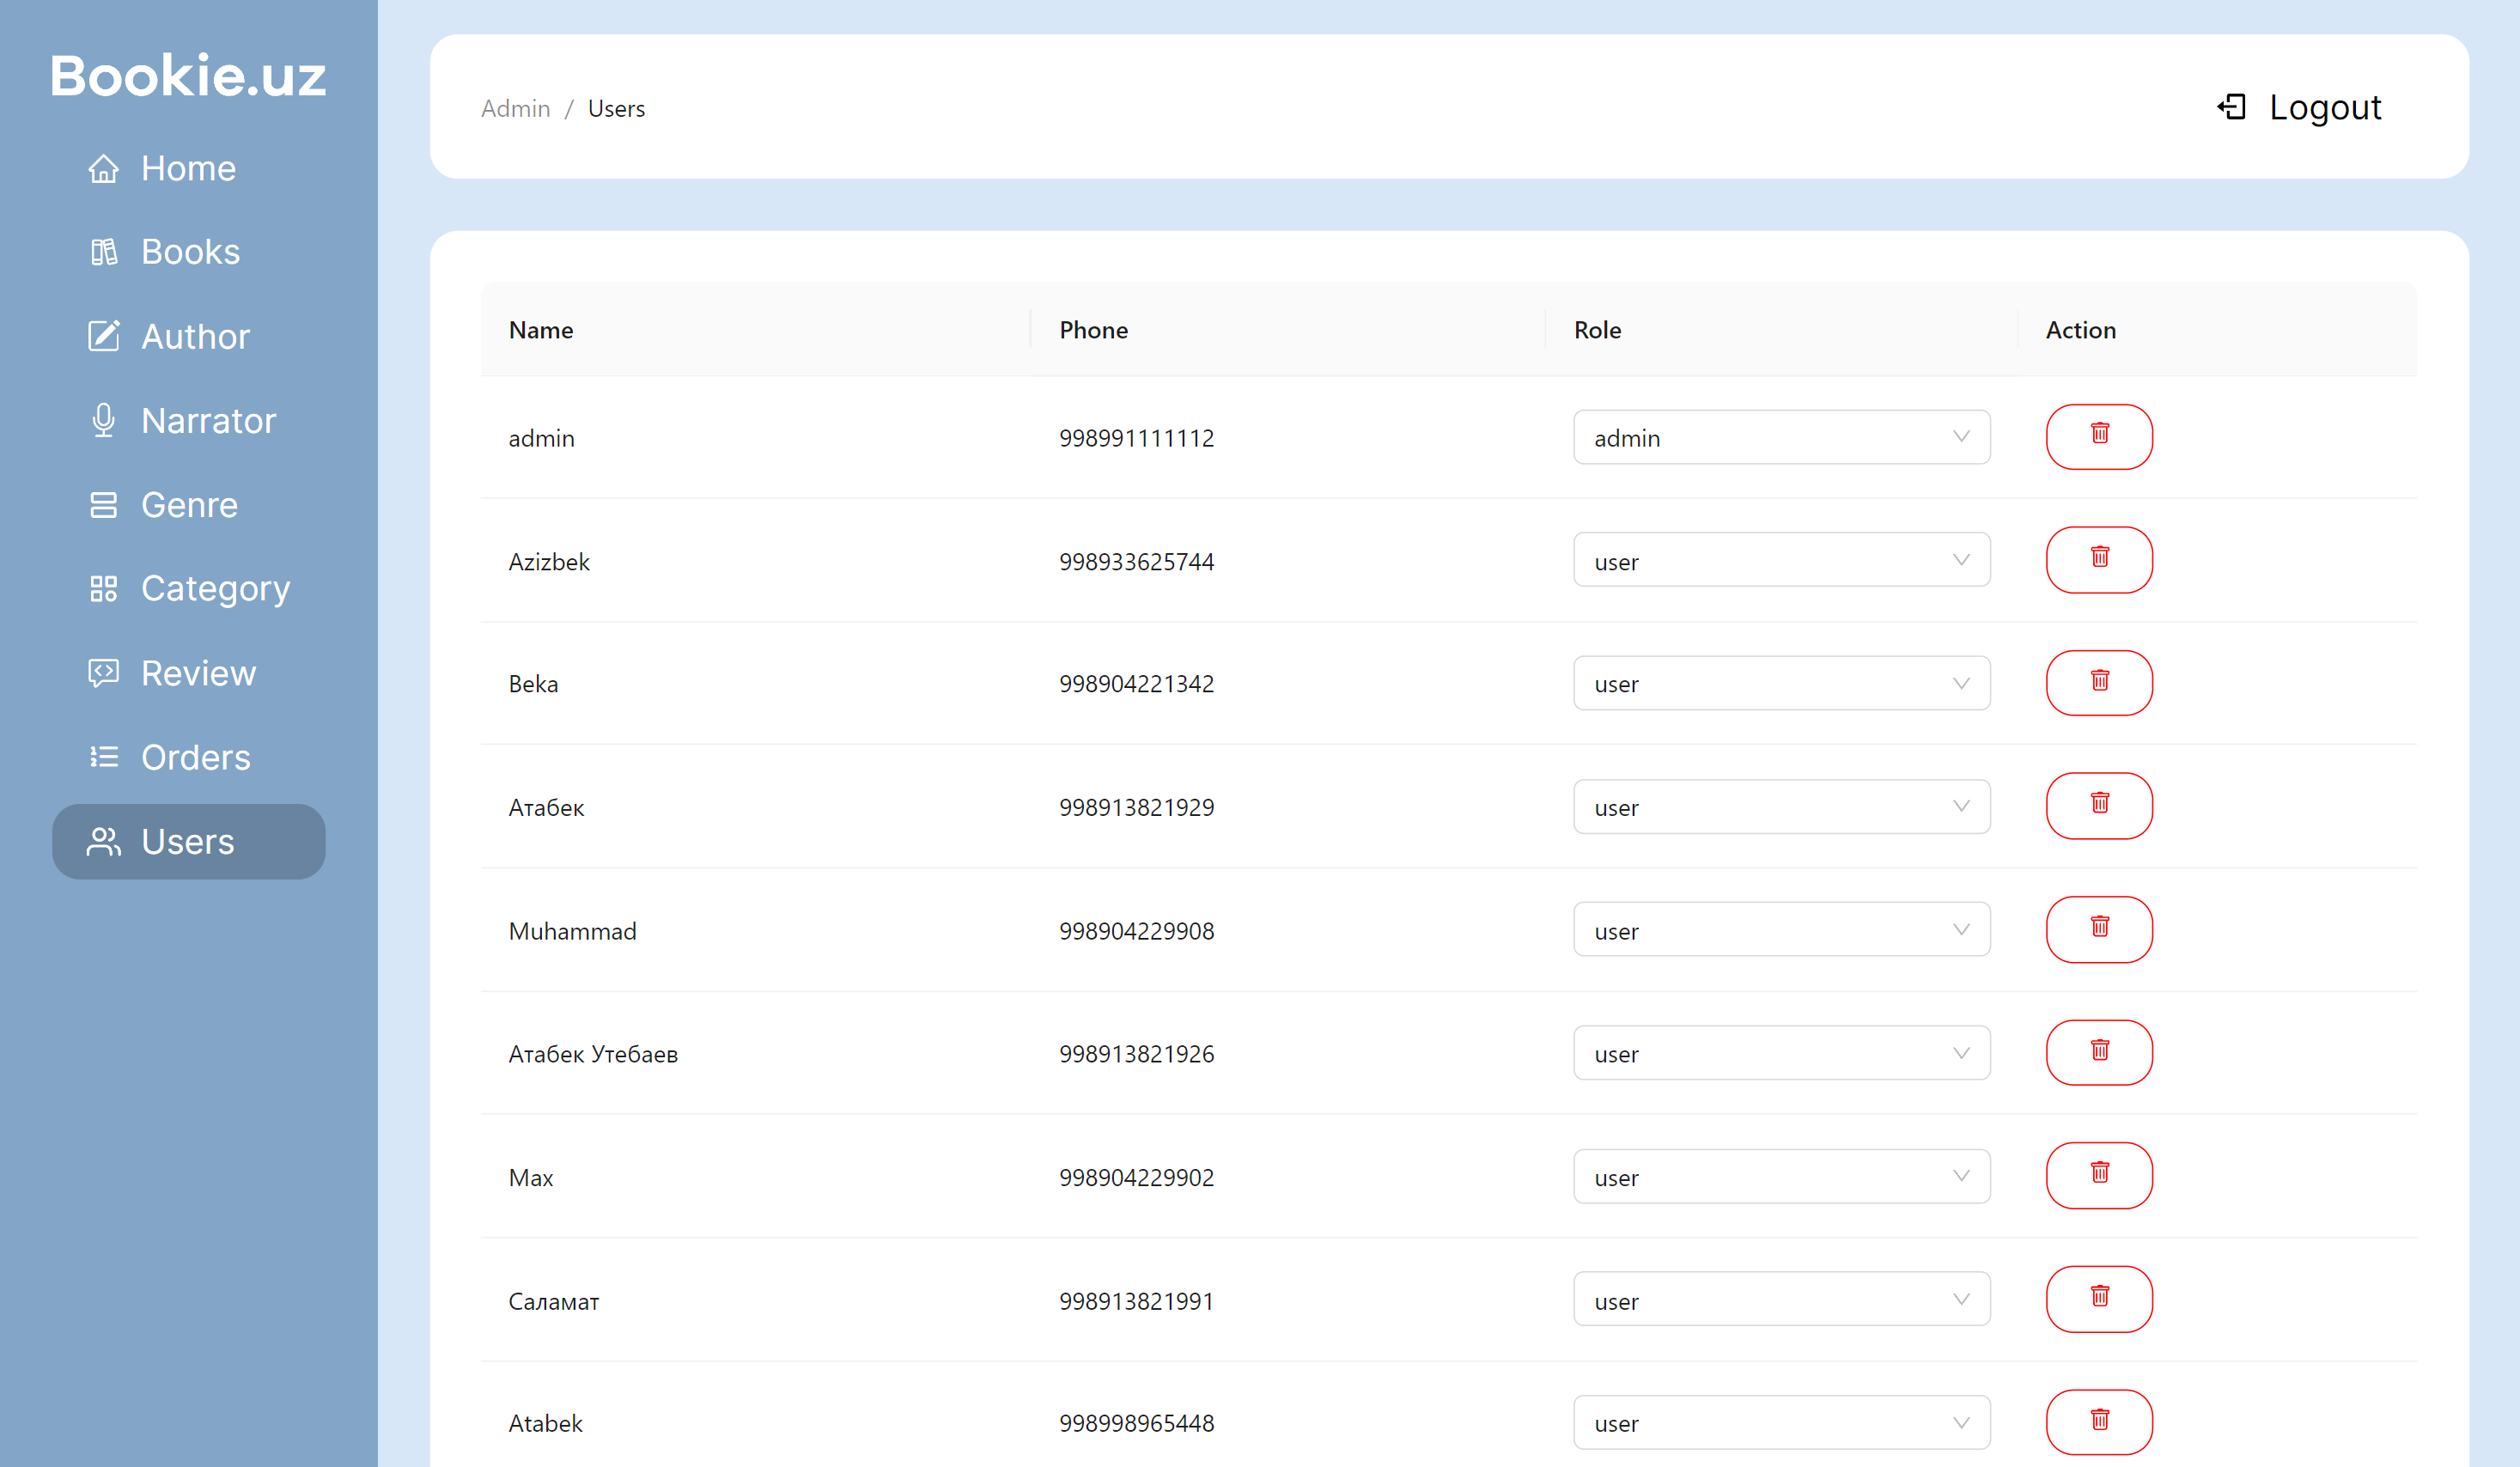 Bookie.uz
Home
Books
Author
Narrator
Genre
Category
Review
Orders
Users
Admin / Users
Logout
Name Phone Role Action
admin 998991111112 admin
Azizbek 998933625744 user
Beka 998904221342 user
Атабек 998913821929 user
Muhammad 998904229908 user
Атабек Утебаев 998913821926 user
Max 998904229902 user
Саламат 998913821991 user
Atabek 998998965448 user